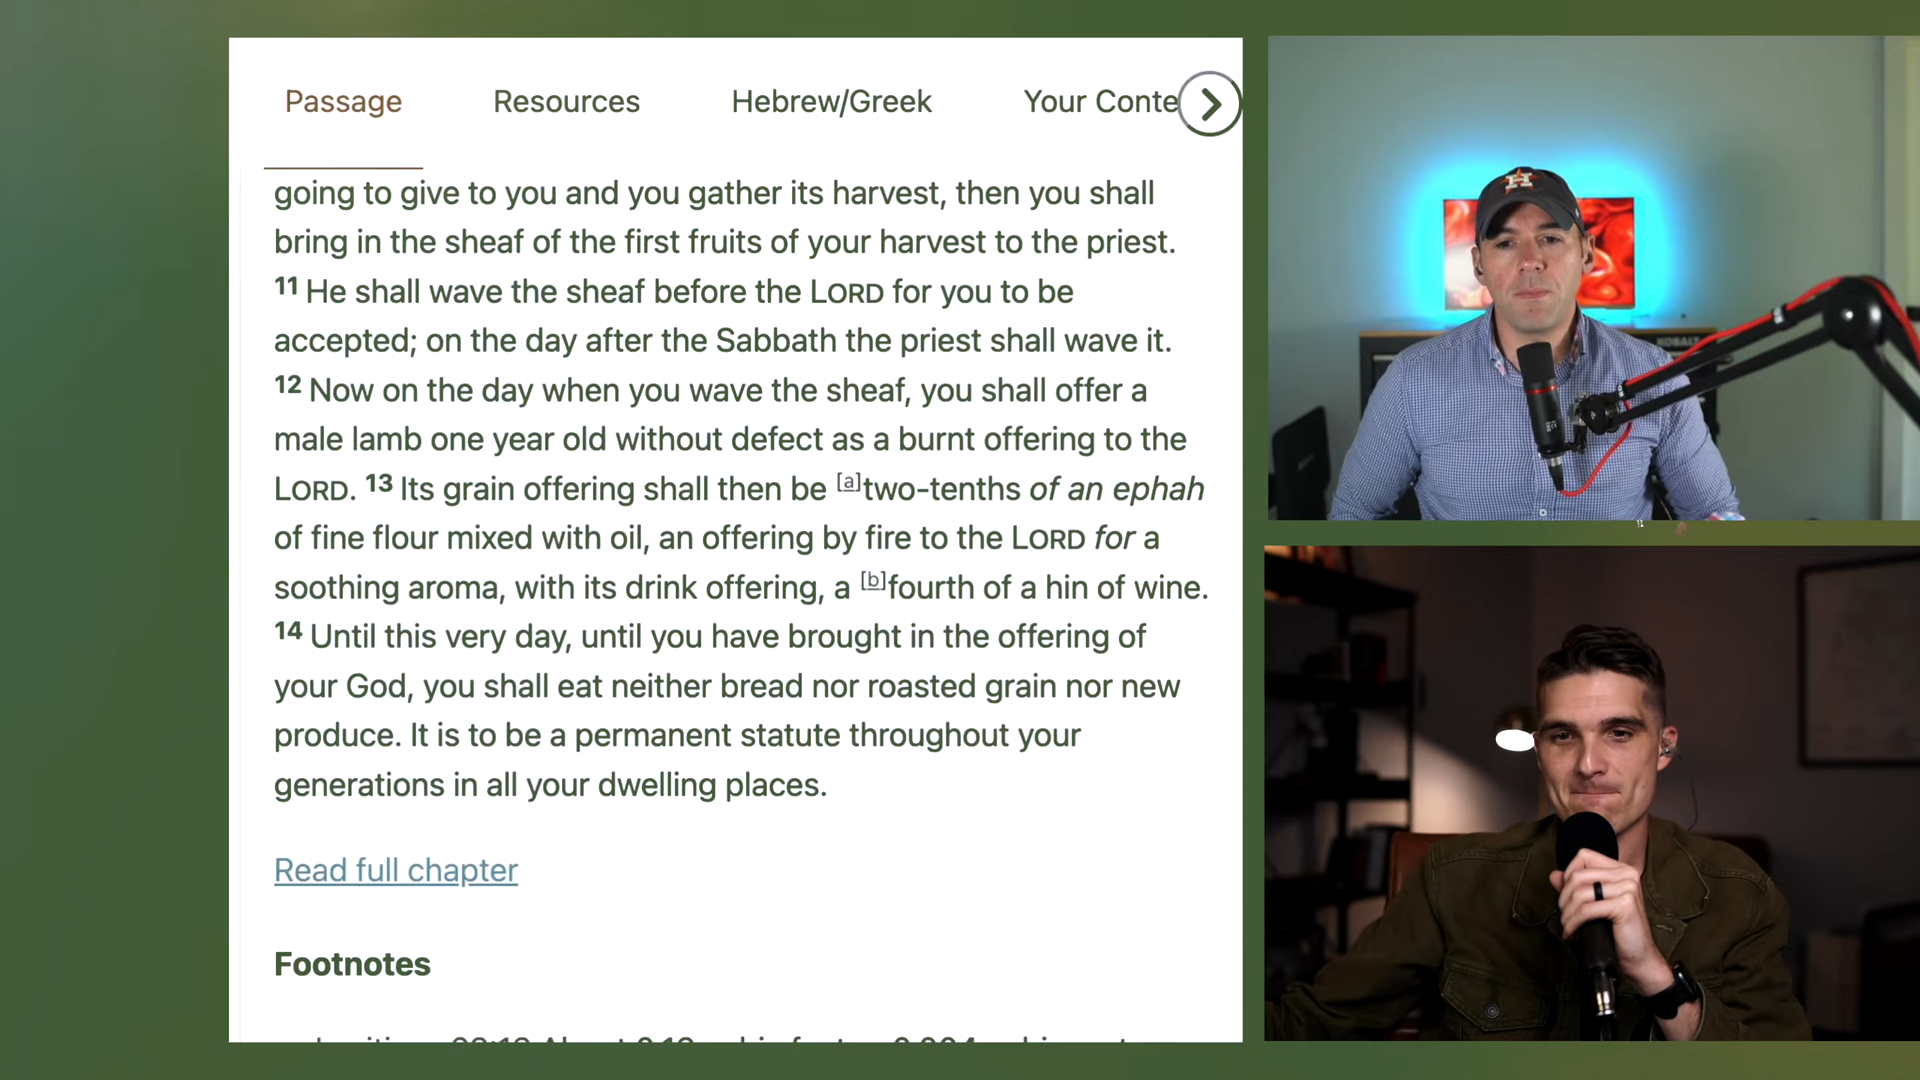 Passage Resources Hebrew/Greek Your Conte
going to give to you and you gather its harvest, then you shall
bring in the sheaf of the first fruits of your harvest to the priest.
11 He shall wave the sheaf before the LORD for you to be
accepted; on the day after the Sabbath the priest shall wave it.
12 Now on the day when you wave the sheaf, you shall offer a
male lamb one year old without defect as a burnt offering to the
LORD. 13 Its grain offering shall then be [a]two-tenths of an ephah
of fine flour mixed with oil, an offering by fire to the LORD for a
soothing aroma, with its drink offering, a [b]fourth of a hin of wine.
14 Until this very day, until you have brought in the offering of
your God, you shall eat neither bread nor roasted grain nor new
produce. It is to be a permanent statute throughout your
generations in all your dwelling places.
Read full chapter
Footnotes
H
KOBALT